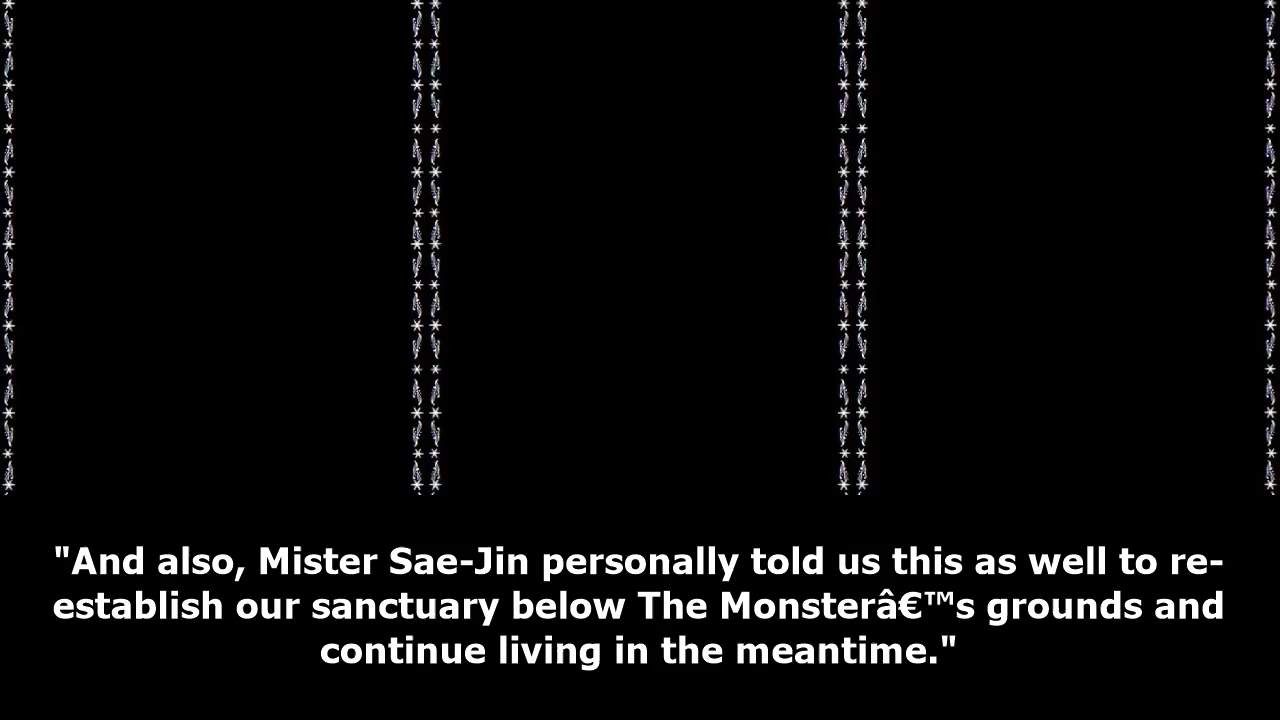 "And also, Mister Sae-Jin personally told us this as well to re-
establish our sanctuary below The Monsterâ€™s grounds and
continue living in the meantime."